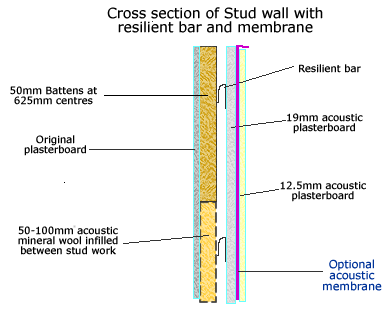 Cross section of Stud wall with
resilient bar and membrane
Resilient bar
50mm Battens at
625mm centres
19mm acoustic
plasterboard
Original
plasterboard
12.5mm acoustic
plasterboard
50-100mm acoustic
mineral wool infilled
between stud work
Optional
acoustic
membrane